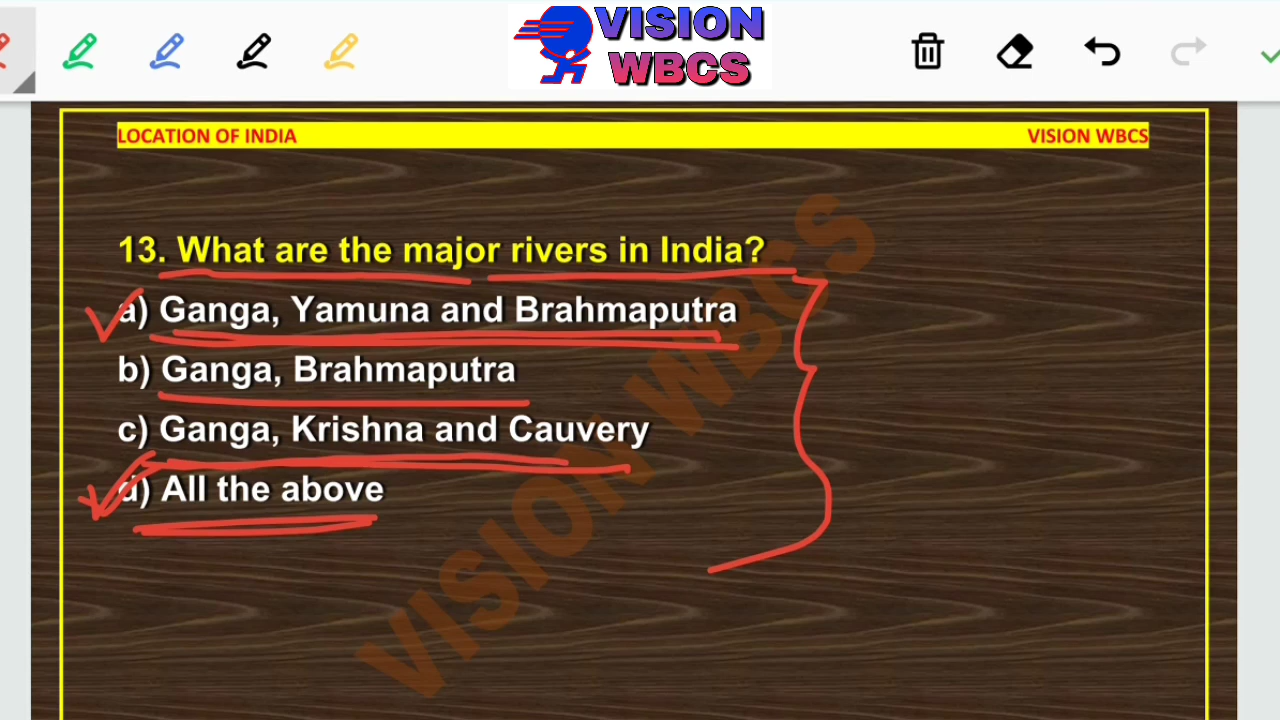 VISION
WBCS
LOCATION OF INDIA VISION WBCS
13. What are the major rivers in India?
a) Ganga, Yamuna and Brahmaputra
b) Ganga, Brahmaputra
c) Ganga, Krishna and Cauvery
d) All the above
VISION WBCS